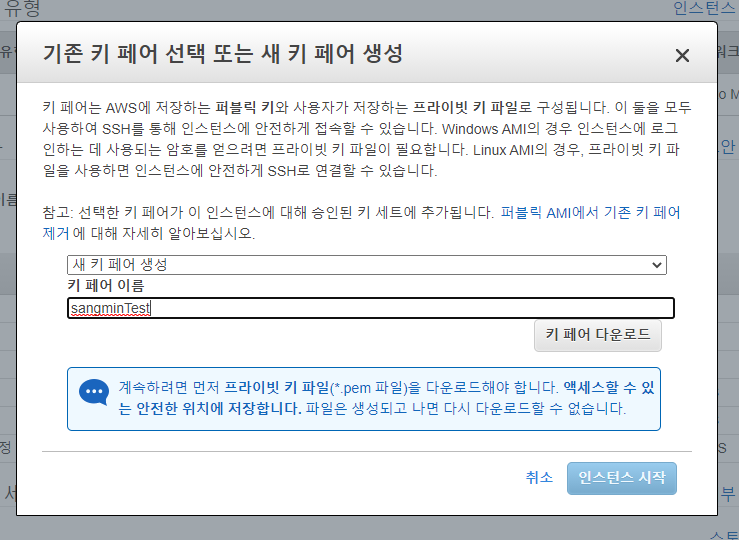 유형
인스턴스
기존 키 페어 선택 또는 새 키 페어 생성
키 페어는 AWS에 저장하는 퍼블릭 키와 사용자가 저장하는 프라이빗 키 파일로 구성됩니다. 이 둘을 모두
사용하여 SSH를 통해 인스턴스에 안전하게 접속할 수 있습니다. Windows AMI의 경우 인스턴스에 로그
인하는 데 사용되는 암호를 얻으려면 프라이빗 키 파일이 필요합니다. Linux AMI의 경우, 프라이빗 키 파
일을 사용하면 인스턴스에 안전하게 SSH로 연결할 수 있습니다.
참고: 선택한 키 페어가 이 인스턴스에 대해 승인된 키 세트에 추가됩니다. 퍼블릭 AMI에서 기존 키 페어
제거 에 대해 자세히 알아보십시오.
새 키 페어 생성
키 페어 이름
sangminTest
키 페어 다운로드
계속하려면 먼저 프라이빗 키 파일(*.pem 파일)을 다운로드해야 합니다. 액세스할 수 있
는 안전한 위치에 저장합니다. 파일은 생성되고 나면 다시 다운로드할 수 없습니다.
취소
인스턴스 시작